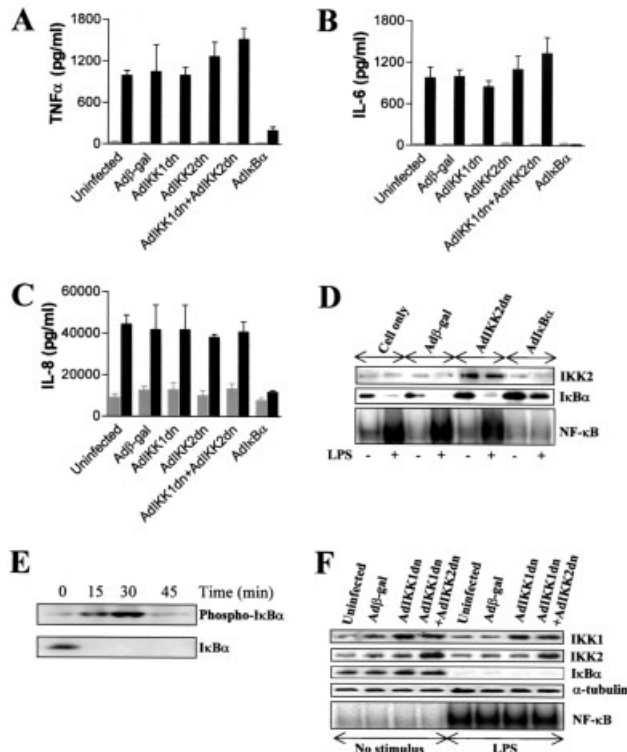 A
TNFα (pg/ml)
1800
1200
600
0
Uninfected
Adβ-gal
AdIKK1dn
AdIKK2dn
AdIKK1dn+AdIKK2dn
AdIκBα
B
IL-6 (pg/ml)
1800
1200
600
0
Uninfected
Adβ-gal
AdIKK1dn
AdIKK2dn
AdIKK1dn+AdIKK2dn
AdIκBα
C
IL-8 (pg/ml)
60000
40000
20000
0
Uninfected
Adβ-gal
AdIKK1dn
AdIKK2dn
AdIKK1dn+AdIKK2dn
AdIκBα
D
Cell only
Adβ-gal
AdIKK2dn
AdIκBα
IKK2
IκBα
NF-κB
LPS - + - + - + - +
E
0 15 30 45 Time (min)
Phospho-IκBα
IκBα
F
Uninfected
Adβ-gal
AdIKK1dn
AdIKK1dn
+AdIKK2dn
Uninfected
Adβ-gal
AdIKK1dn
AdIKK1dn
+AdIKK2dn
IKK1
IKK2
IκBα
α-tubulin
NF-κB
No stimulus LPS